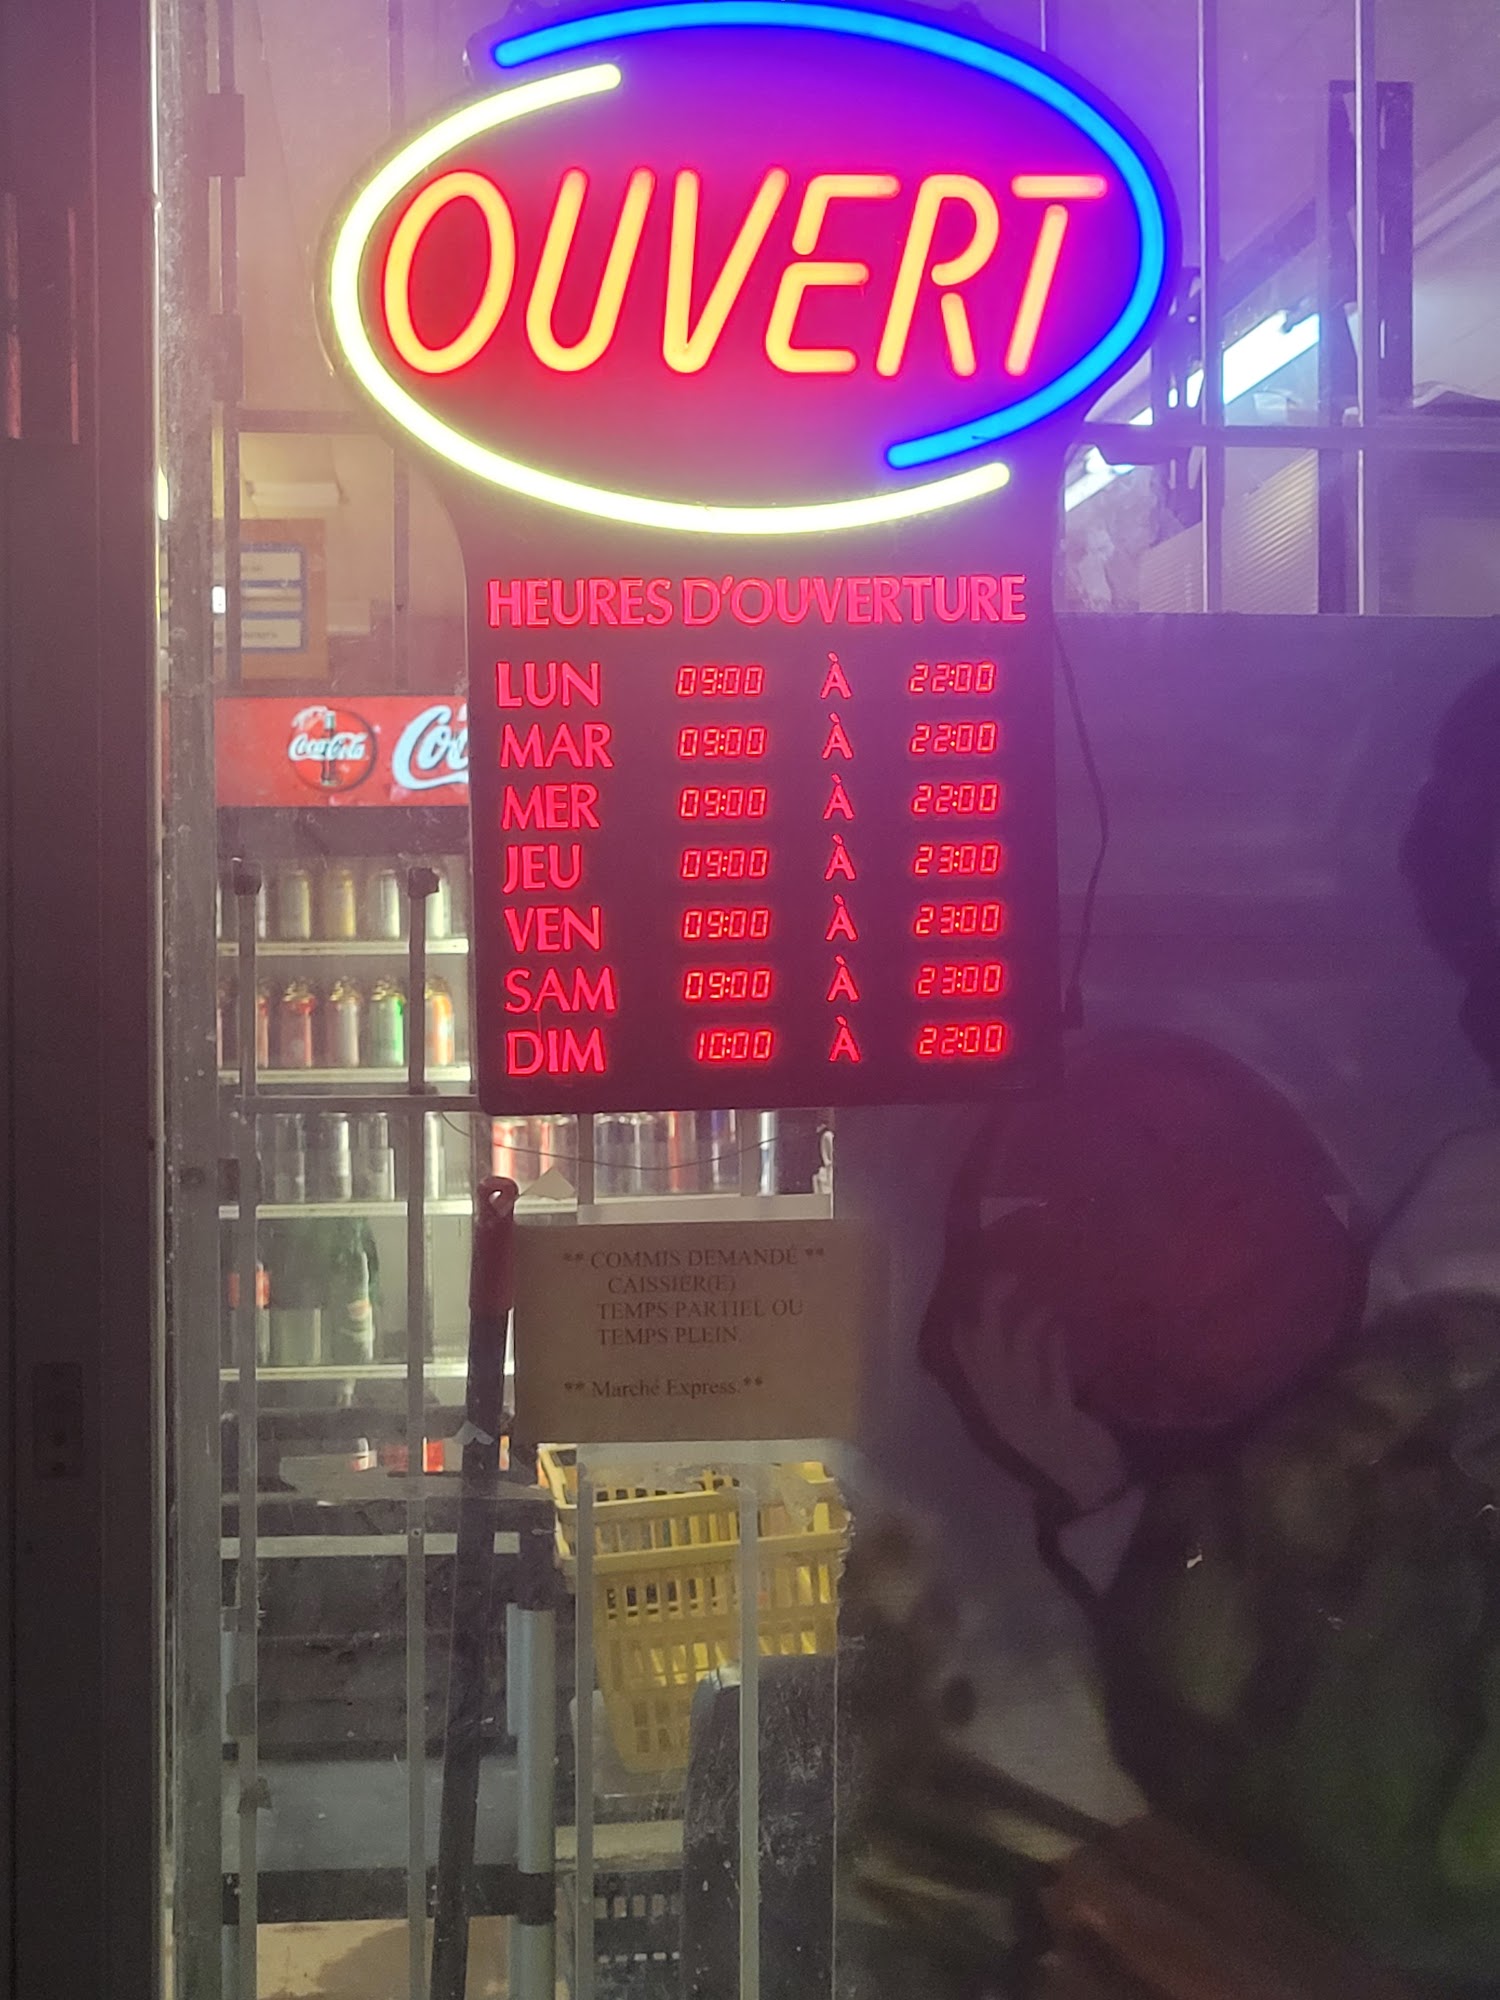 OUVERT
HEURES D'OUVERTURE
LUN 09:00 À 22:00
MAR 09:00 À 22:00
MER 09:00 À 22:00
JEU 09:00 À 23:00
VEN 09:00 À 23:00
SAM 09:00 À 23:00
DIM 10:00 À 22:00
Coca-Cola
** COMMIS DEMANDÉ **
CAISSIER(E)
TEMPS PARTIEL OU
TEMPS PLEIN.
** Marché Express.**